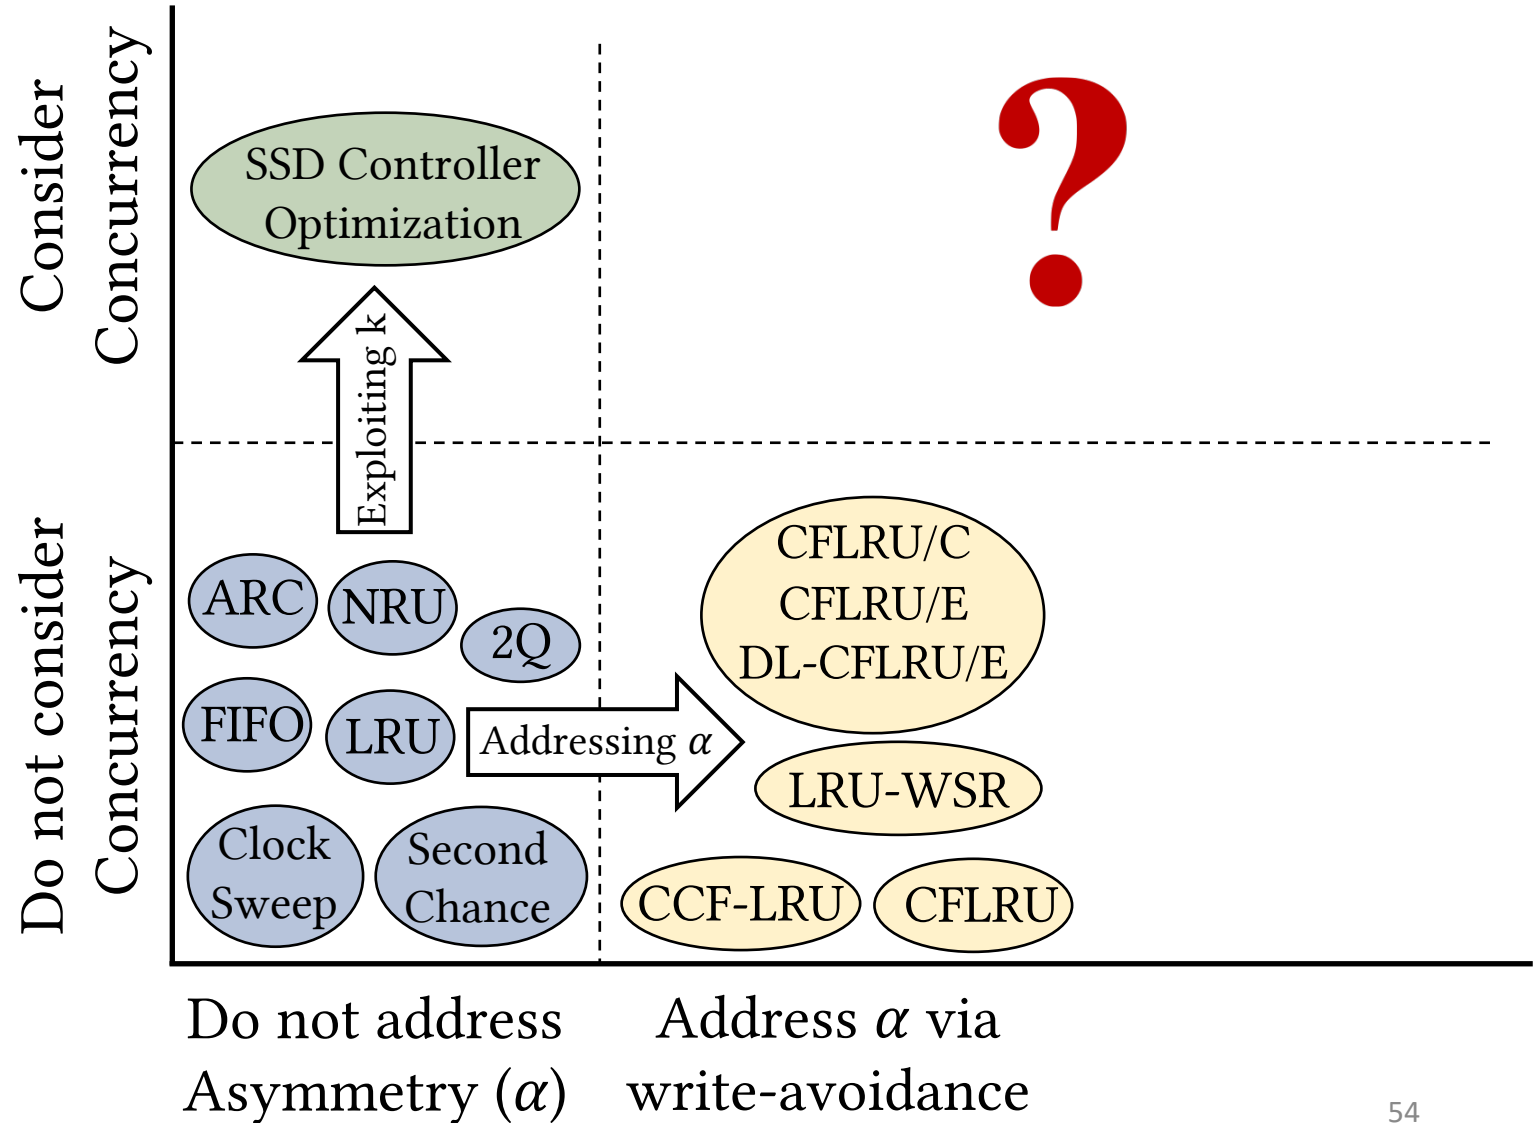 Consider
Concurrency
SSD Controller
Optimization
?
Exploiting k
Do not consider
Concurrency
ARC
NRU
2Q
FIFO
LRU
Addressing α
Clock
Sweep
Second
Chance
CFLRU/C
CFLRU/E
DL-CFLRU/E
LRU-WSR
CCF-LRU
CFLRU
Do not address
Asymmetry (α)
Address α via
write-avoidance
54